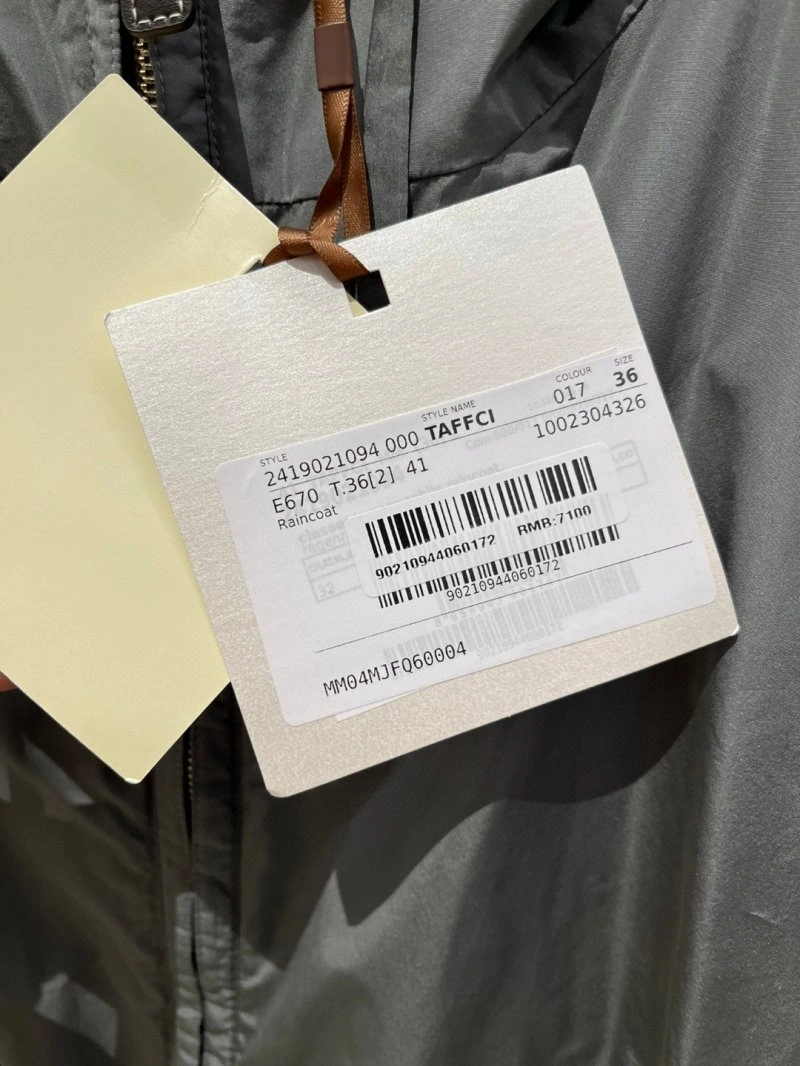 STYLE
STYLE NAME
COLOUR
SIZE
2419021094 000 TAFFCI 017 36
E670 T.36[2] 41 1002304326
Raincoat
90210944060172 RMB:7100
90210944060172
MM04MJFQ60004
32